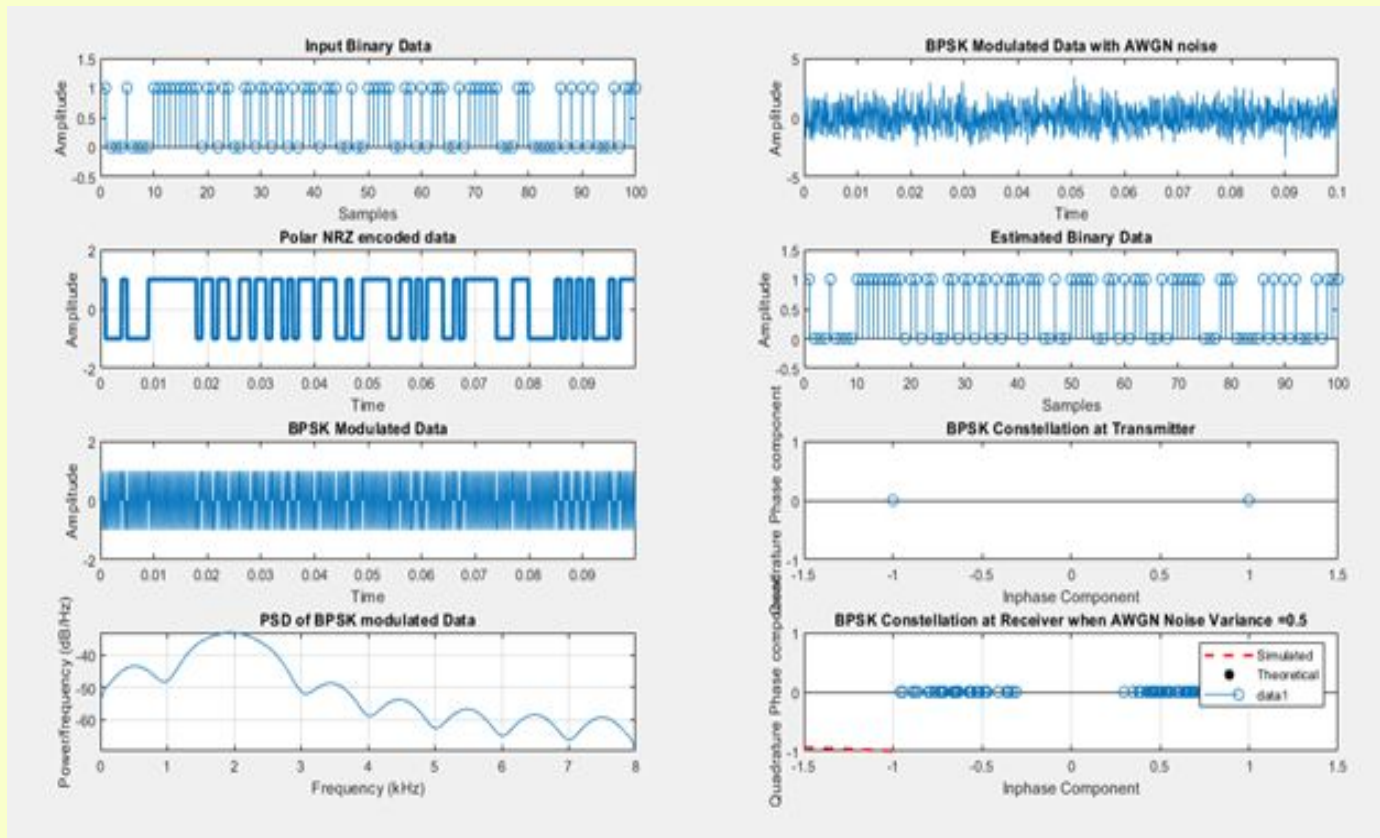 Input Binary Data
1.5
1
0.5
0
-0.5
Amplitude
0 10 20 30 40 50 60 70 80 90 100
Samples
Polar NRZ encoded data
2
0
-2
Amplitude
0 0.01 0.02 0.03 0.04 0.05 0.06 0.07 0.08 0.09
Time
BPSK Modulated Data
2
0
-2
Amplitude
0 0.01 0.02 0.03 0.04 0.05 0.06 0.07 0.08 0.09
Time
PSD of BPSK modulated Data
-40
-50
-60
Power/frequency (dB/Hz)
0 1 2 3 4 5 6 7 8
Frequency (kHz)
BPSK Modulated Data with AWGN noise
5
0
-5
Amplitude
0 0.01 0.02 0.03 0.04 0.05 0.06 0.07 0.08 0.09 0.1
Time
Estimated Binary Data
1.5
1
0.5
0
-0.5
Amplitude
0 10 20 30 40 50 60 70 80 90 100
Samples
BPSK Constellation at Transmitter
1
0
-1
Phase component
-1.5 -1 -0.5 0 0.5 1 1.5
Inphase Component
BPSK Constellation at Receiver when AWGN Noise Variance =0.5
1
0
-1
Quadrature Phase component
-1.5 -1 -0.5 0 0.5 1 1.5
Inphase Component
Simulated
Theoretical
data1